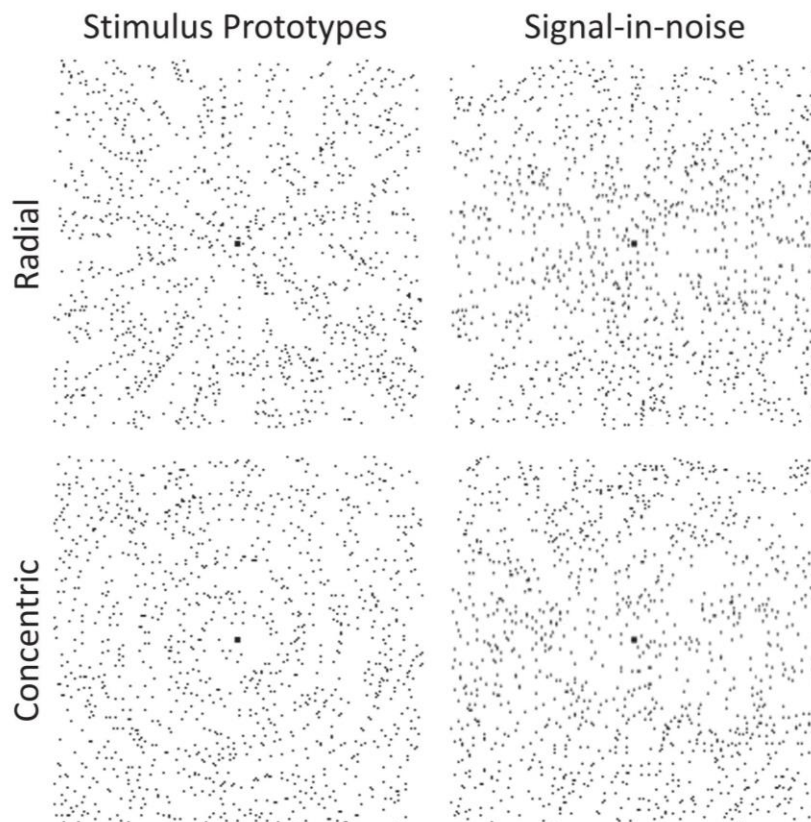 Stimulus Prototypes
Signal-in-noise
Radial
Concentric